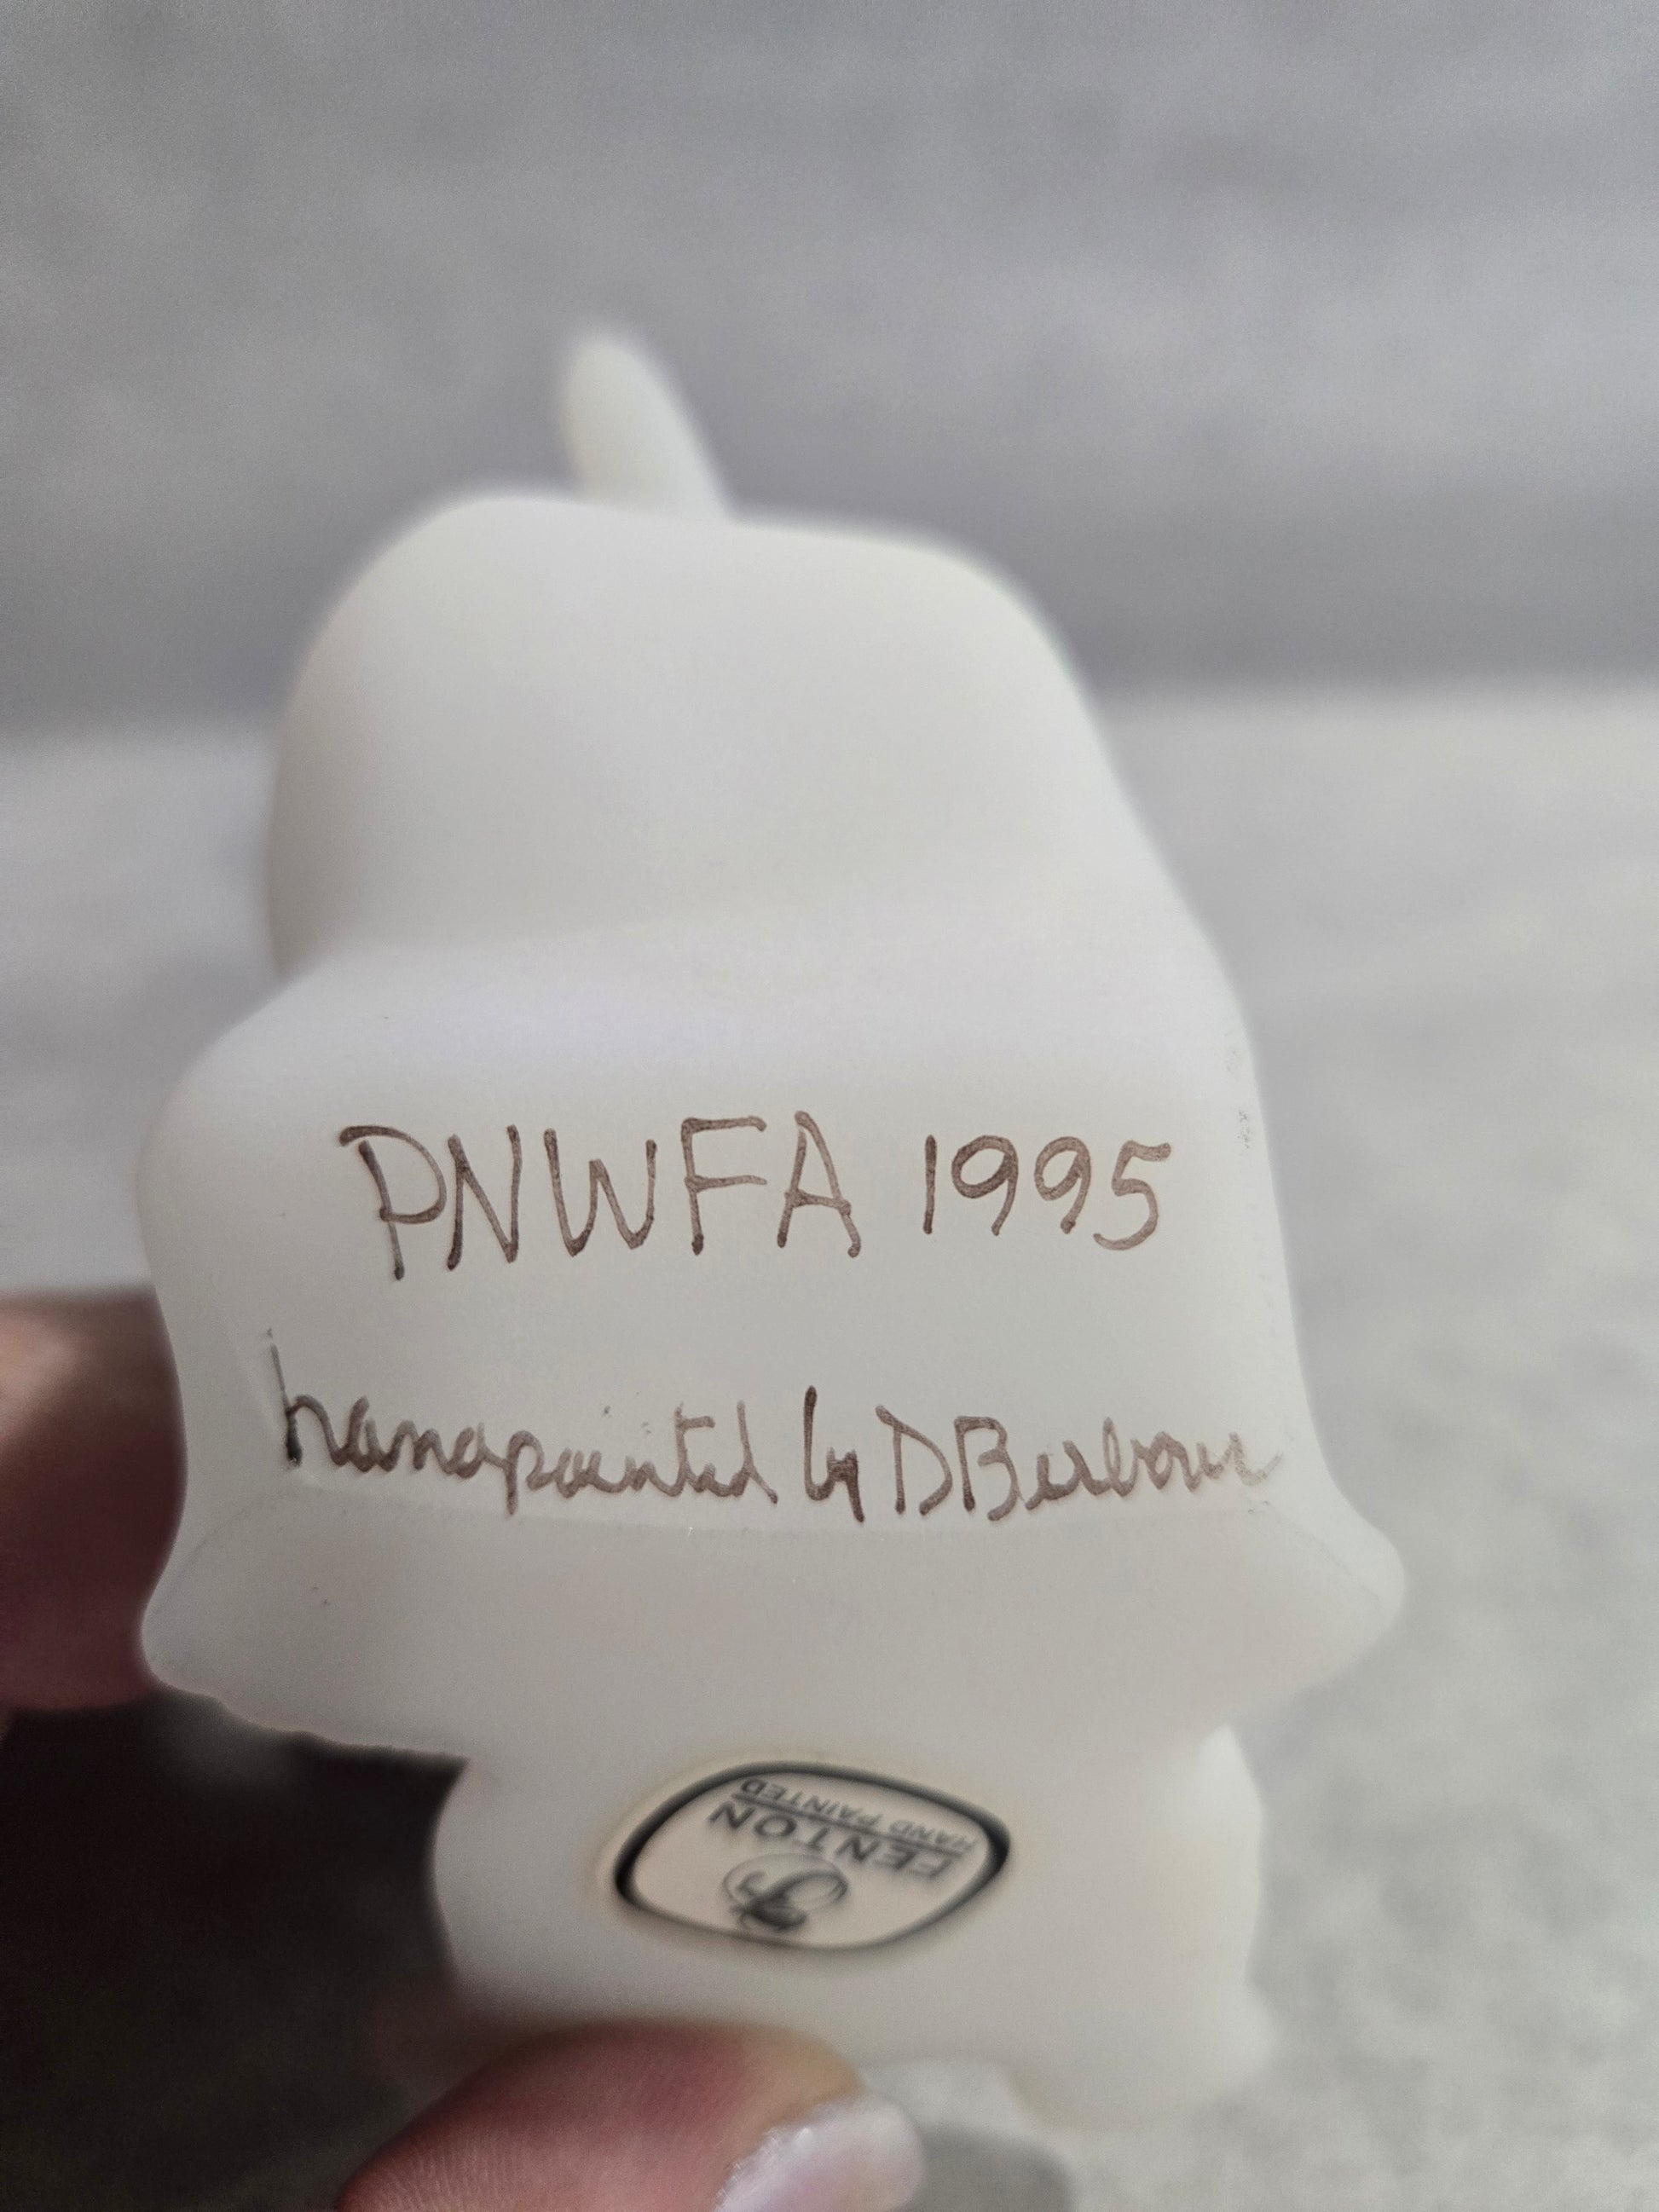 PNWFA 1995
handpainted by D Barbour
FENTON
HAND PAINTED